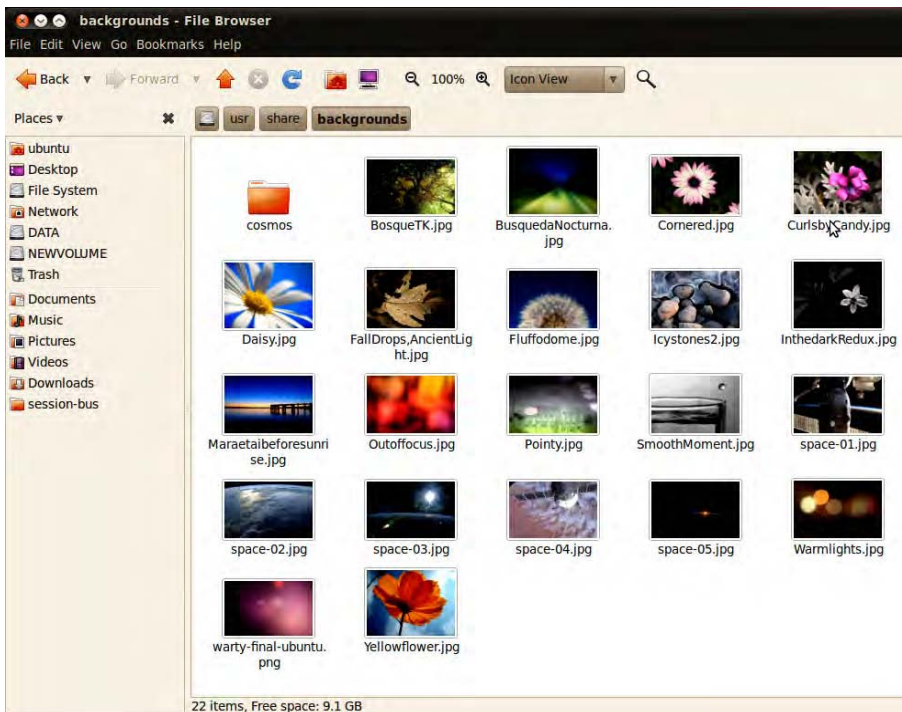 backgrounds - File Browser
File Edit View Go Bookmarks Help
Back Forward 100% Icon View
Places usr share backgrounds
ubuntu
Desktop
File System
Network
DATA
NEWVOLUME
Trash
Documents
Music
Pictures
Videos
Downloads
session-bus
cosmos BosqueTK.jpg BusquedaNocturna. Cornered.jpg CurlsbyCandy.jpg
jpg
Daisy.jpg FallDrops,AncientLig Fluffodome.jpg Icystones2.jpg InthedarkRedux.jpg
ht.jpg
Maraetaibeforesunri Outoffocus.jpg Pointy.jpg SmoothMoment.jpg space-01.jpg
se.jpg
space-02.jpg space-03.jpg space-04.jpg space-05.jpg Warmlights.jpg
warty-final-ubuntu. Yellowflower.jpg
png
22 items, Free space: 9.1 GB